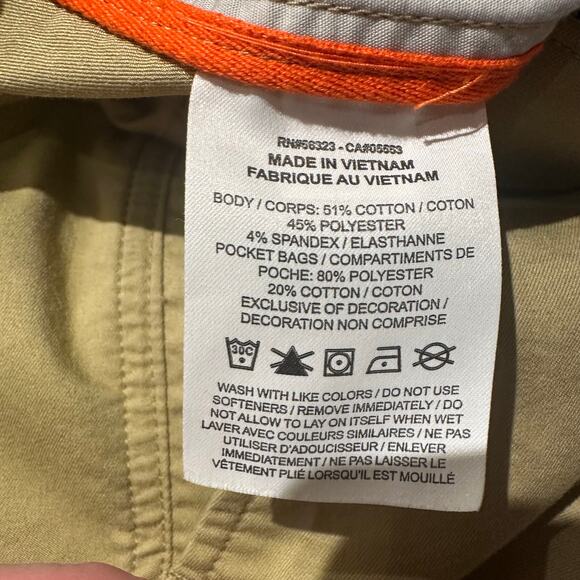 RN#56323 - CA#05553
MADE IN VIETNAM
FABRIQUE AU VIETNAM
BODY / CORPS: 51% COTTON / COTON
45% POLYESTER
4% SPANDEX / ELASTHANNE
POCKET BAGS / COMPARTIMENTS DE
POCHE: 80% POLYESTER
20% COTTON / COTON
EXCLUSIVE OF DECORATION /
DECORATION NON COMPRISE
30C
WASH WITH LIKE COLORS / DO NOT USE
SOFTENERS / REMOVE IMMEDIATELY / DO
NOT ALLOW TO LAY ON ITSELF WHEN WET
LAVER AVEC COULEURS SIMILAIRES / NE PAS
UTILISER D'ADOUCISSEUR / ENLEVER
IMMEDIATEMENT / NE PAS LAISSER LE
VÊTEMENT PLIÉ LORSQU'IL EST MOUILLÉ